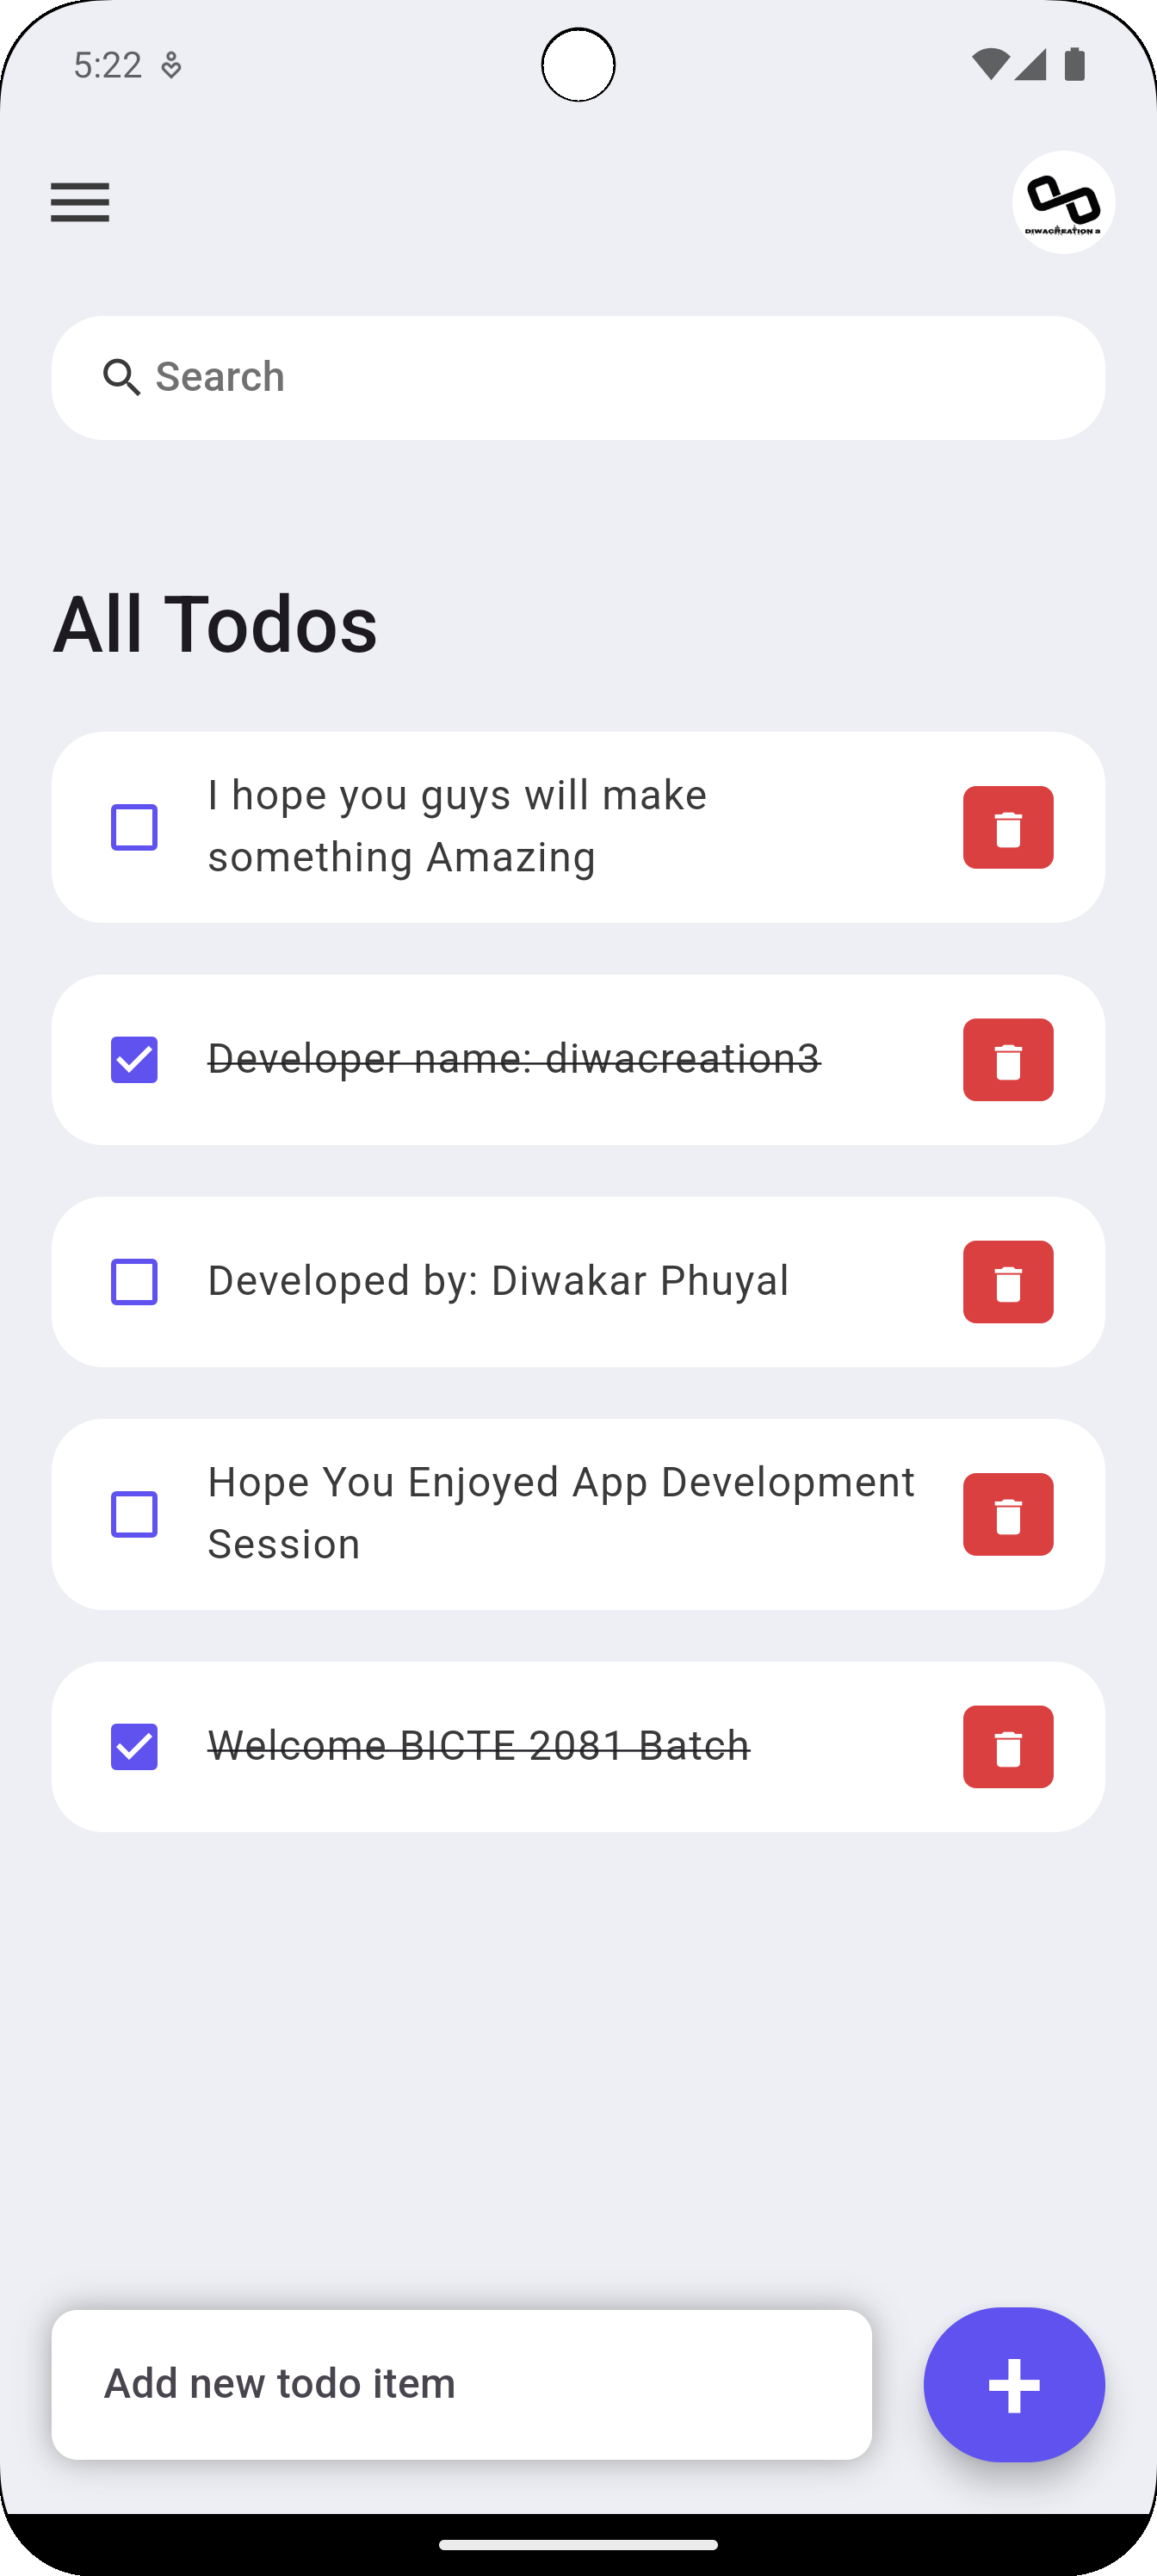 5:22
DIWACREATION 3
Search
All Todos
I hope you guys will make
something Amazing
Developer name: diwacreation3
Developed by: Diwakar Phuyal
Hope You Enjoyed App Development
Session
Welcome BICTE 2081 Batch
Add new todo item